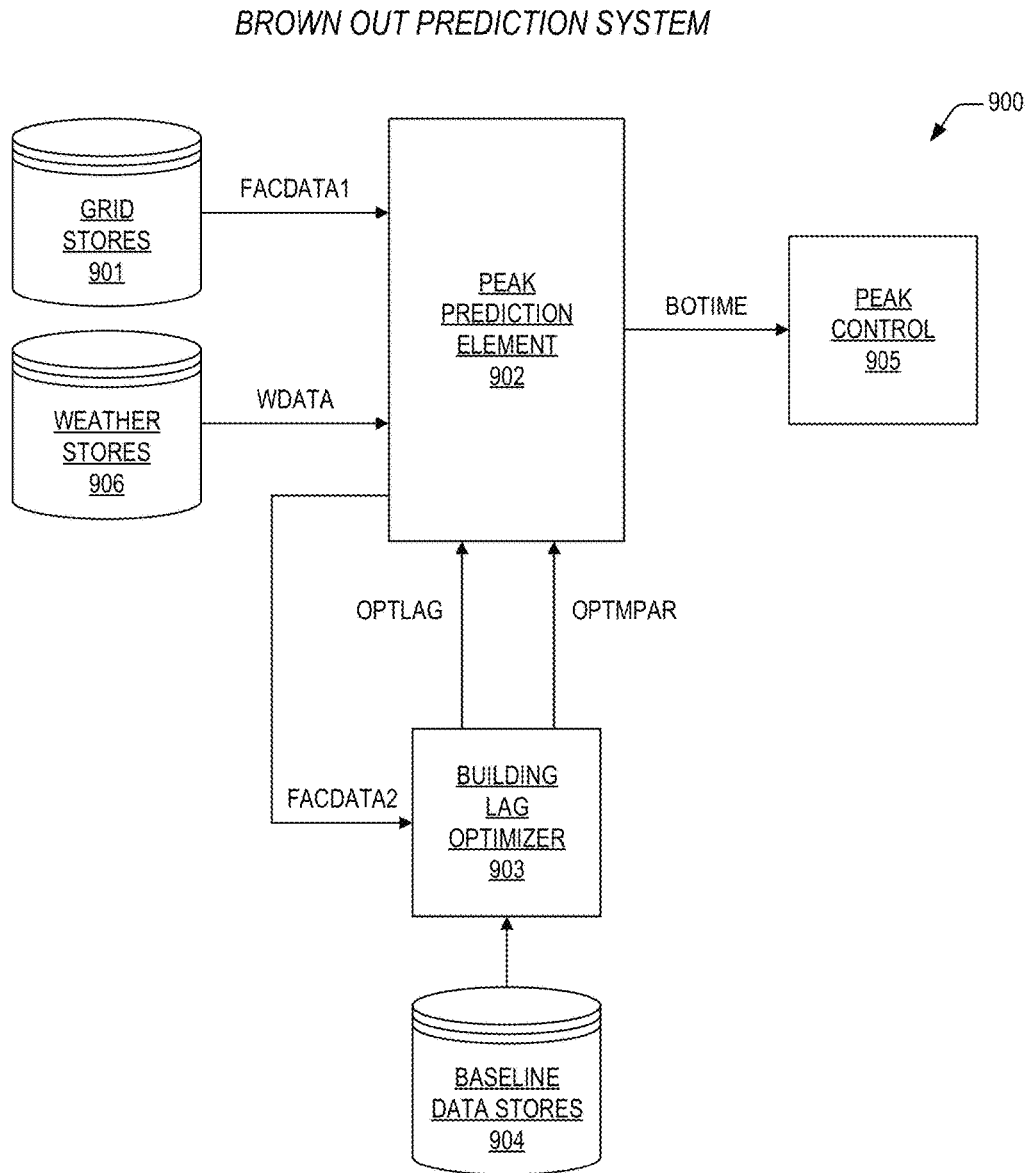 BROWN OUT PREDICTION SYSTEM
900
GRID
STORES
901
FACDATA1
PEAK
PREDICTION
ELEMENT
902
BOTIME
PEAK
CONTROL
905
WEATHER
STORES
906
WDATA
OPTLAG
OPTMPAR
FACDATA2
BUILDING
LAG
OPTIMIZER
903
BASELINE
DATA STORES
904